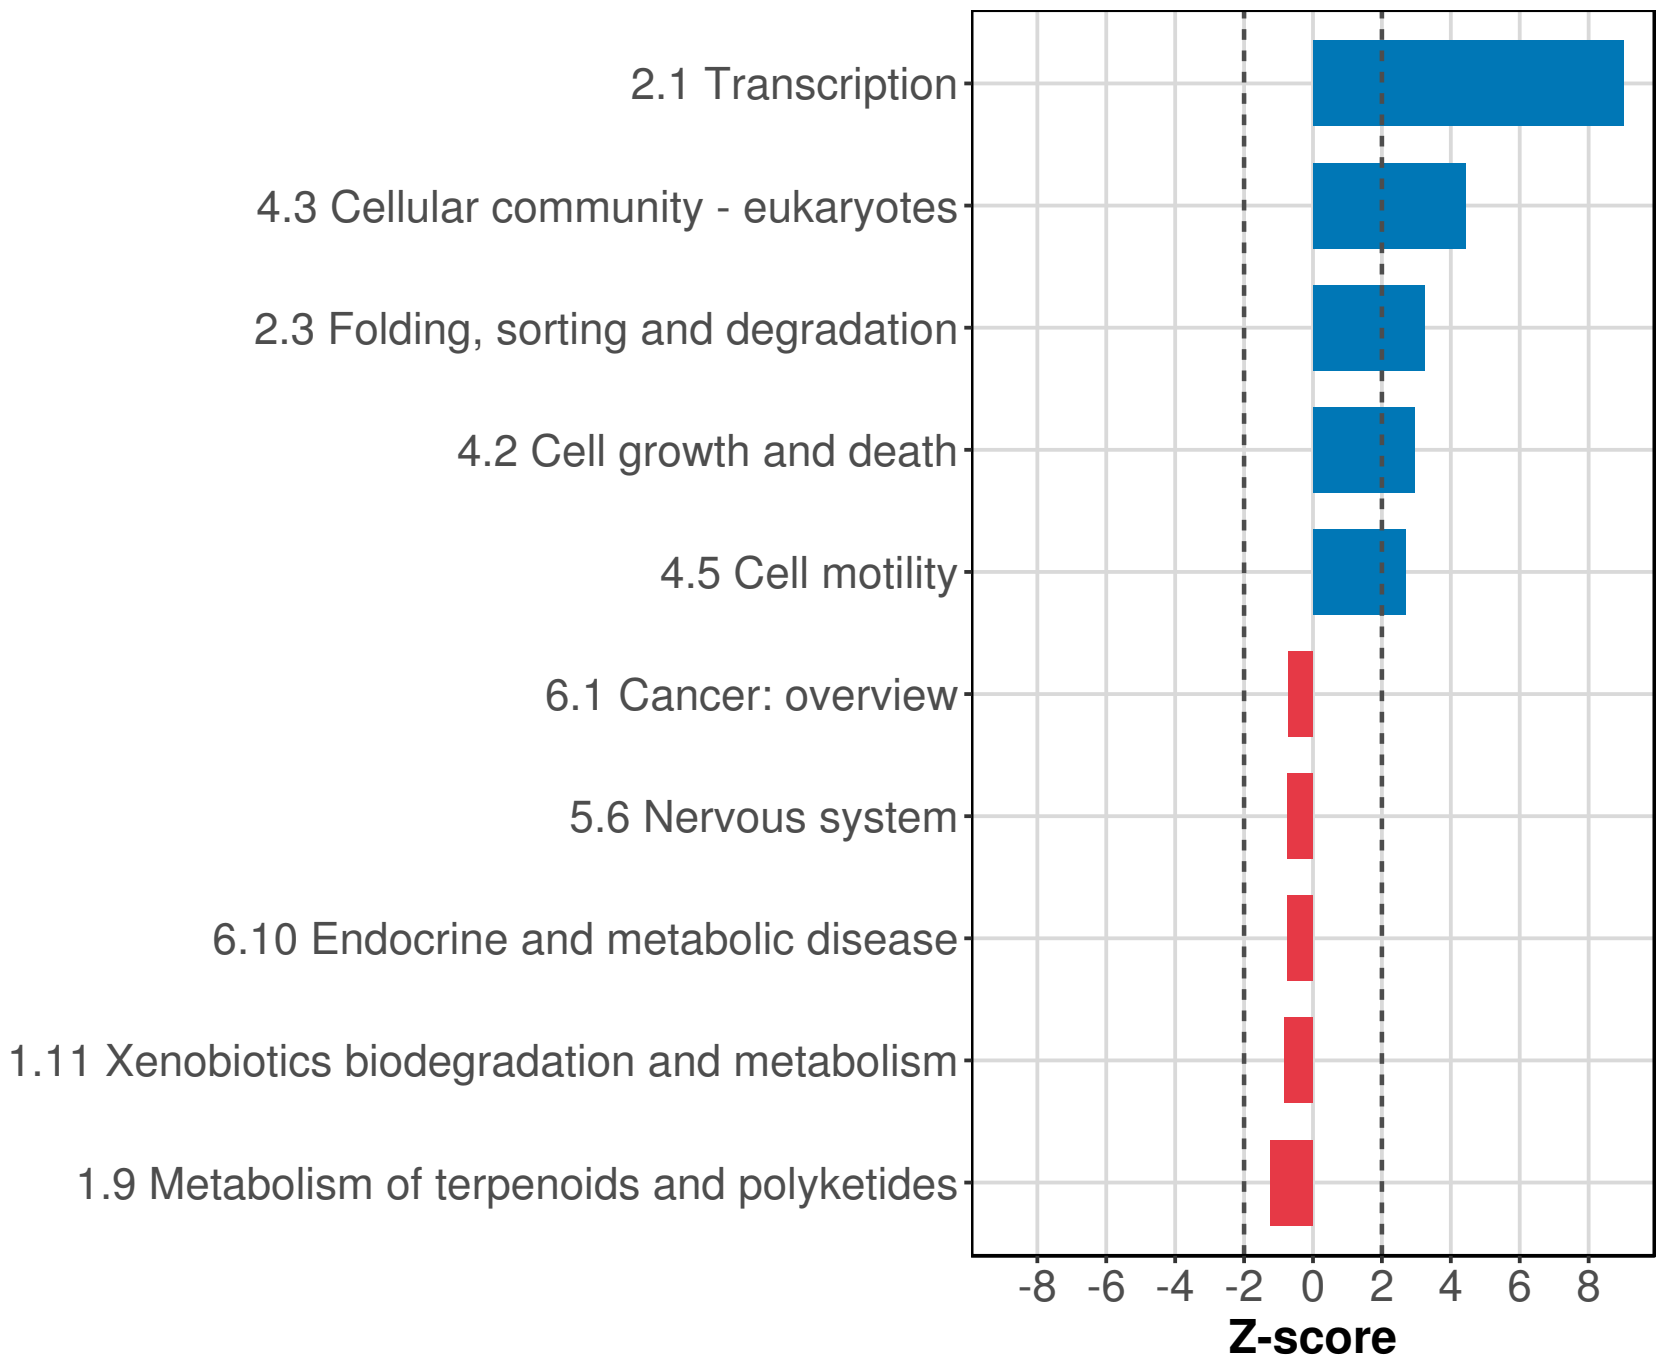 2.1 Transcription
4.3 Cellular community - eukaryotes
2.3 Folding, sorting and degradation
4.2 Cell growth and death
4.5 Cell motility
6.1 Cancer: overview
5.6 Nervous system
6.10 Endocrine and metabolic disease
1.11 Xenobiotics biodegradation and metabolism
1.9 Metabolism of terpenoids and polyketides
-8 -6 -4 -2 0 2 4 6 8
Z-score